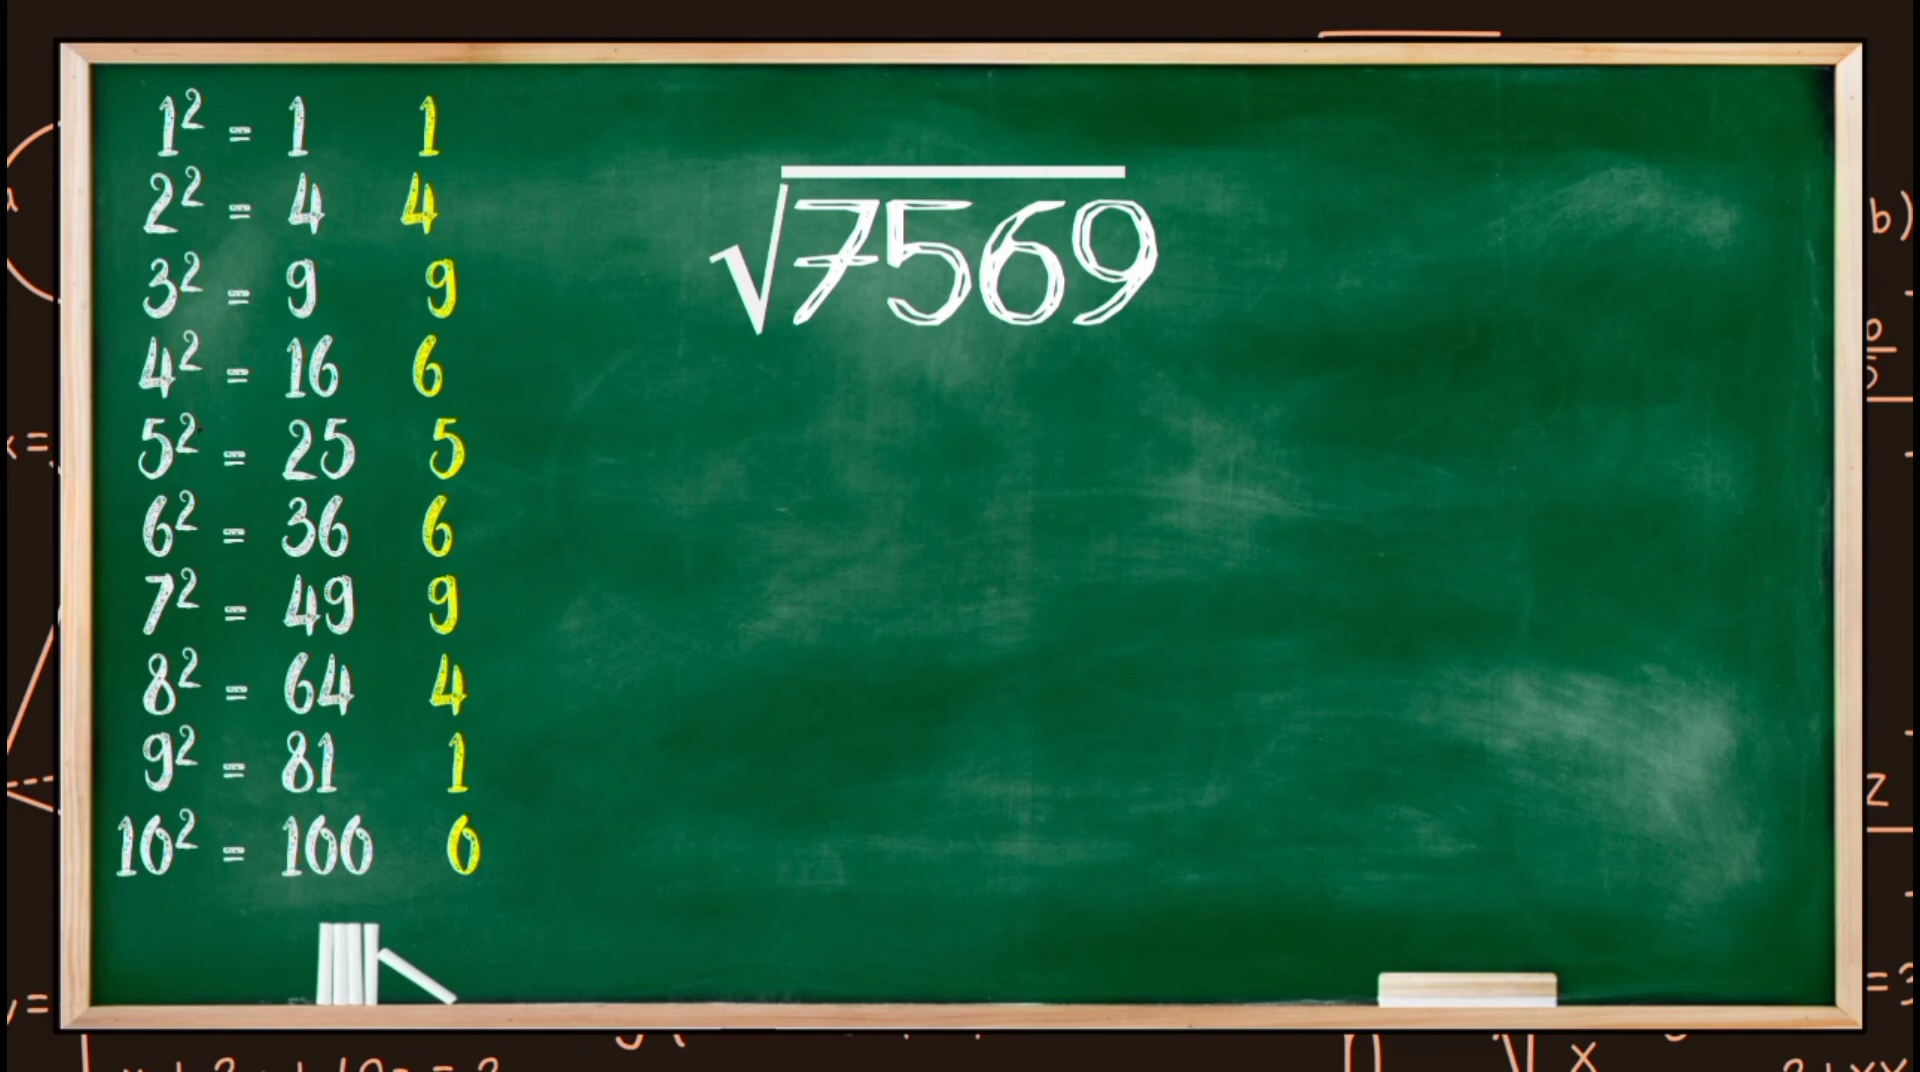 1² = 1 1
2² = 4 4
3² = 9 9
4² = 16 6
5² = 25 5
6² = 36 6
7² = 49 9
8² = 64 4
9² = 81 1
10² = 100 0
√7569
b)
=
z
=
=3
x